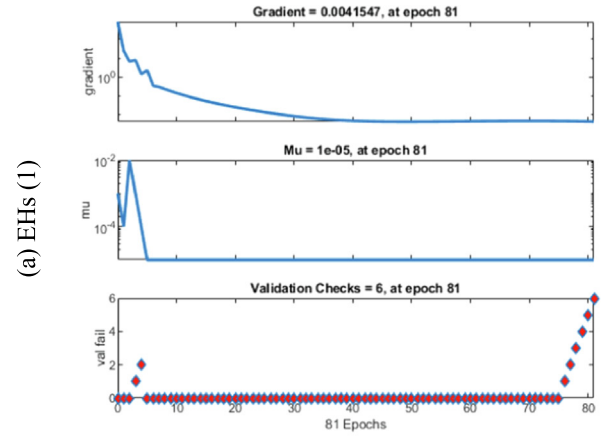 (a) EHs (1)
Gradient = 0.0041547, at epoch 81
gradient
10^0
Mu = 1e-05, at epoch 81
mu
10^-2
10^-4
Validation Checks = 6, at epoch 81
val fail
6
4
2
0
0 10 20 30 40 50 60 70 80
81 Epochs